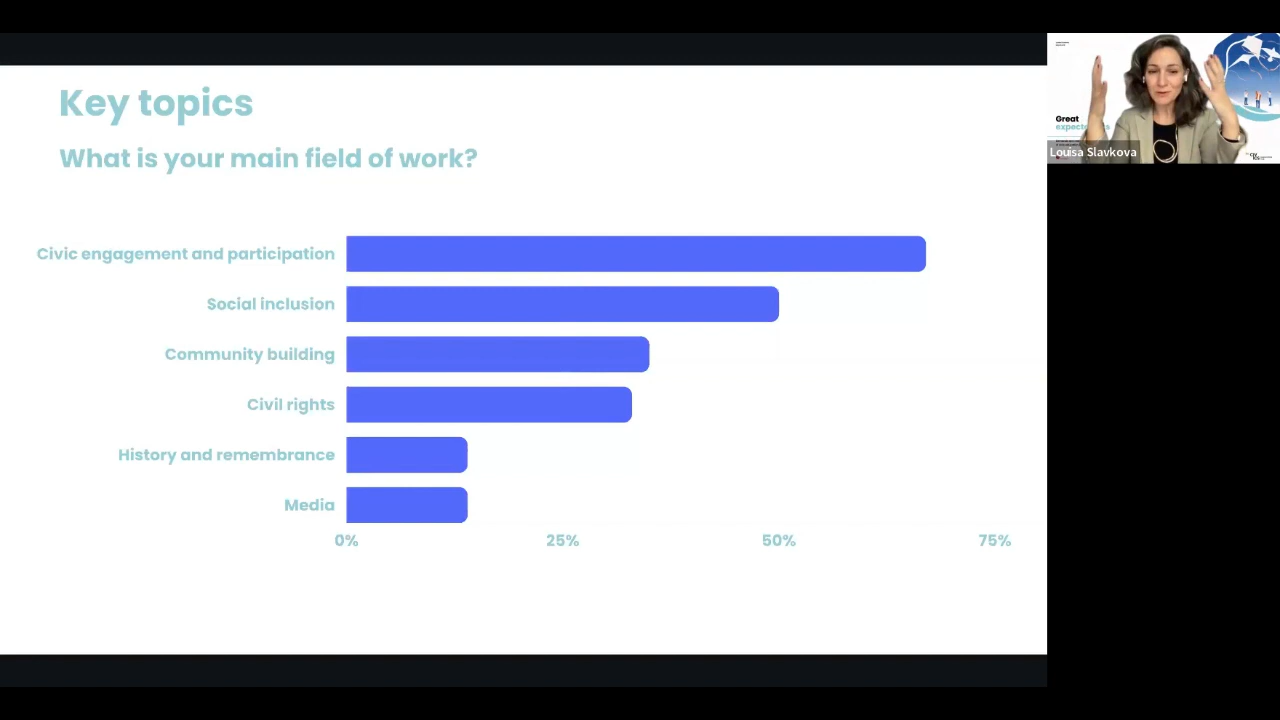 Key topics
What is your main field of work?
Civic engagement and participation
Social inclusion
Community building
Civil rights
History and remembrance
Media
0%
25%
50%
75%
Great
Louisa Slavkova